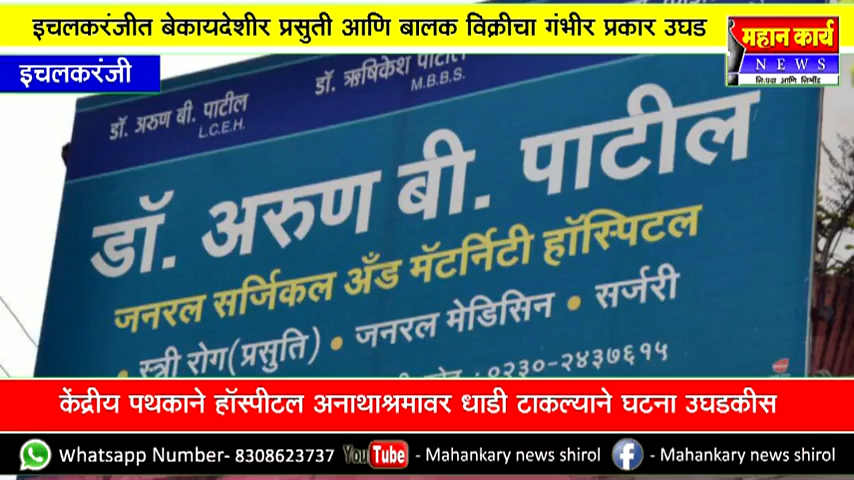 इचलकरंजीत बेकायदेशीर प्रसुती आणि बालक विक्रीचा गंभीर प्रकार उघड
महान कार्य
NEWS
इचलकरंजी
डॉ. अरुण बी. पाटील
L.C.E.H.
डॉ. ऋषिकेश पाटील
M.B.B.S.
डॉ. अरुण बी. पाटील
जनरल सर्जिकल अँड मॅटर्निटी हॉस्पिटल
• स्त्री रोग(प्रसुति) • जनरल मेडिसिन • सर्जरी
: ०२३०-२४३७६१५
केंद्रीय पथकाने हॉस्पीटल अनाथाश्रमावर धाडी टाकल्याने घटना उघडकीस
Whatsapp Number- 8308623737 YouTube - Mahankary news shirol f - Mahankary news shirol